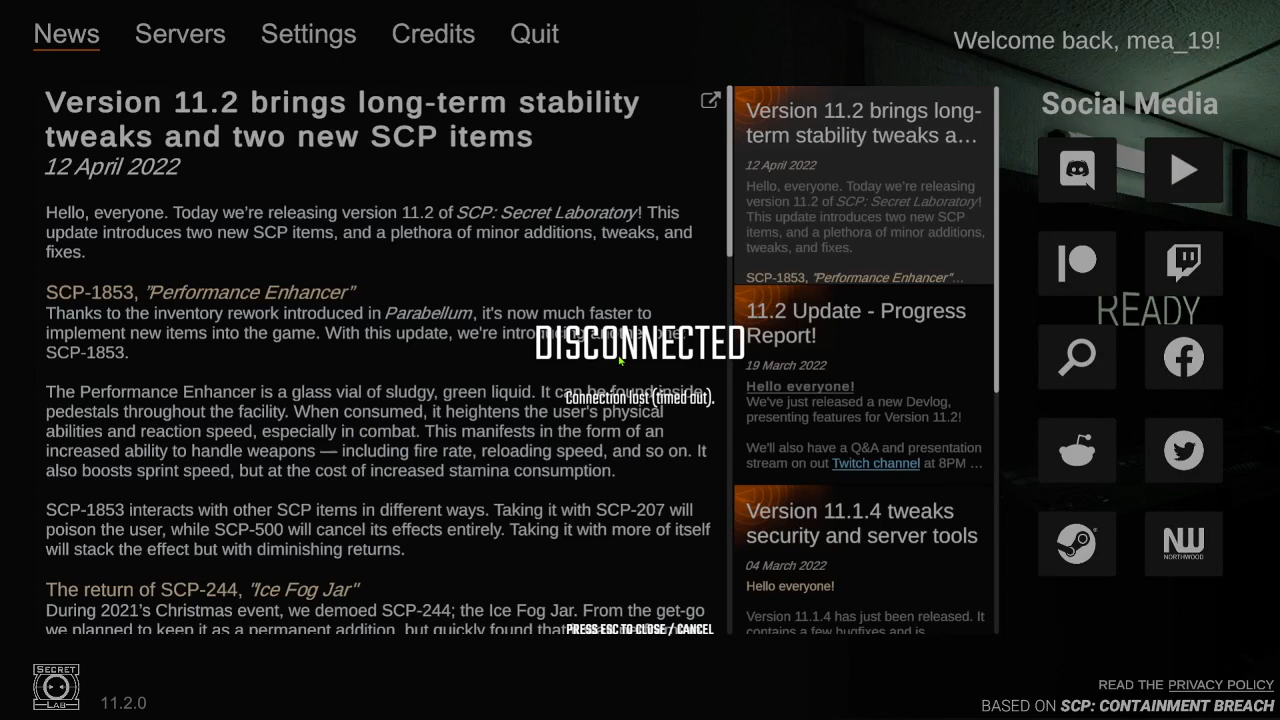 News Servers Settings Credits Quit
Welcome back, mea_19!
Version 11.2 brings long-term stability
tweaks and two new SCP items
12 April 2022
Hello, everyone. Today we're releasing version 11.2 of SCP: Secret Laboratory! This
update introduces two new SCP items, and a plethora of minor additions, tweaks, and
fixes.
SCP-1853, "Performance Enhancer"
Thanks to the inventory rework introduced in Parabellum, it's now much faster to
implement new items into the game. With this update, we're introducing another one,
SCP-1853.
The Performance Enhancer is a glass vial of sludgy, green liquid. It can be found inside
pedestals throughout the facility. When consumed, it heightens the user's physical
abilities and reaction speed, especially in combat. This manifests in the form of an
increased ability to handle weapons — including fire rate, reloading speed, and so on. It
also boosts sprint speed, but at the cost of increased stamina consumption.
SCP-1853 interacts with other SCP items in different ways. Taking it with SCP-207 will
poison the user, while SCP-500 will cancel its effects entirely. Taking it with more of itself
will stack the effect but with diminishing returns.
The return of SCP-244, "Ice Fog Jar"
During 2021's Christmas event, we demoed SCP-244; the Ice Fog Jar. From the get-go
we planned to keep it as a permanent addition, but quickly found that
DISCONNECTED
Connection lost (timed out).
PRESS ESC TO CLOSE / CANCEL
Version 11.2 brings long-
term stability tweaks a…
12 April 2022
Hello, everyone. Today we're releasing
version 11.2 of SCP: Secret Laboratory!
This update introduces two new SCP
items, and a plethora of minor additions,
tweaks, and fixes.
SCP-1853, "Performance Enhancer"…
11.2 Update - Progress
Report!
19 March 2022
Hello everyone!
We've just released a new Devlog,
presenting features for Version 11.2!
We'll also have a Q&A and presentation
stream on out Twitch channel at 8PM …
Version 11.1.4 tweaks
security and server tools
04 March 2022
Hello everyone!
Version 11.1.4 has just been released. It
contains a few bugfixes and is
Social Media
READY
NW
NORTHWOOD
SECRET
LAB
11.2.0
READ THE PRIVACY POLICY
BASED ON SCP: CONTAINMENT BREACH